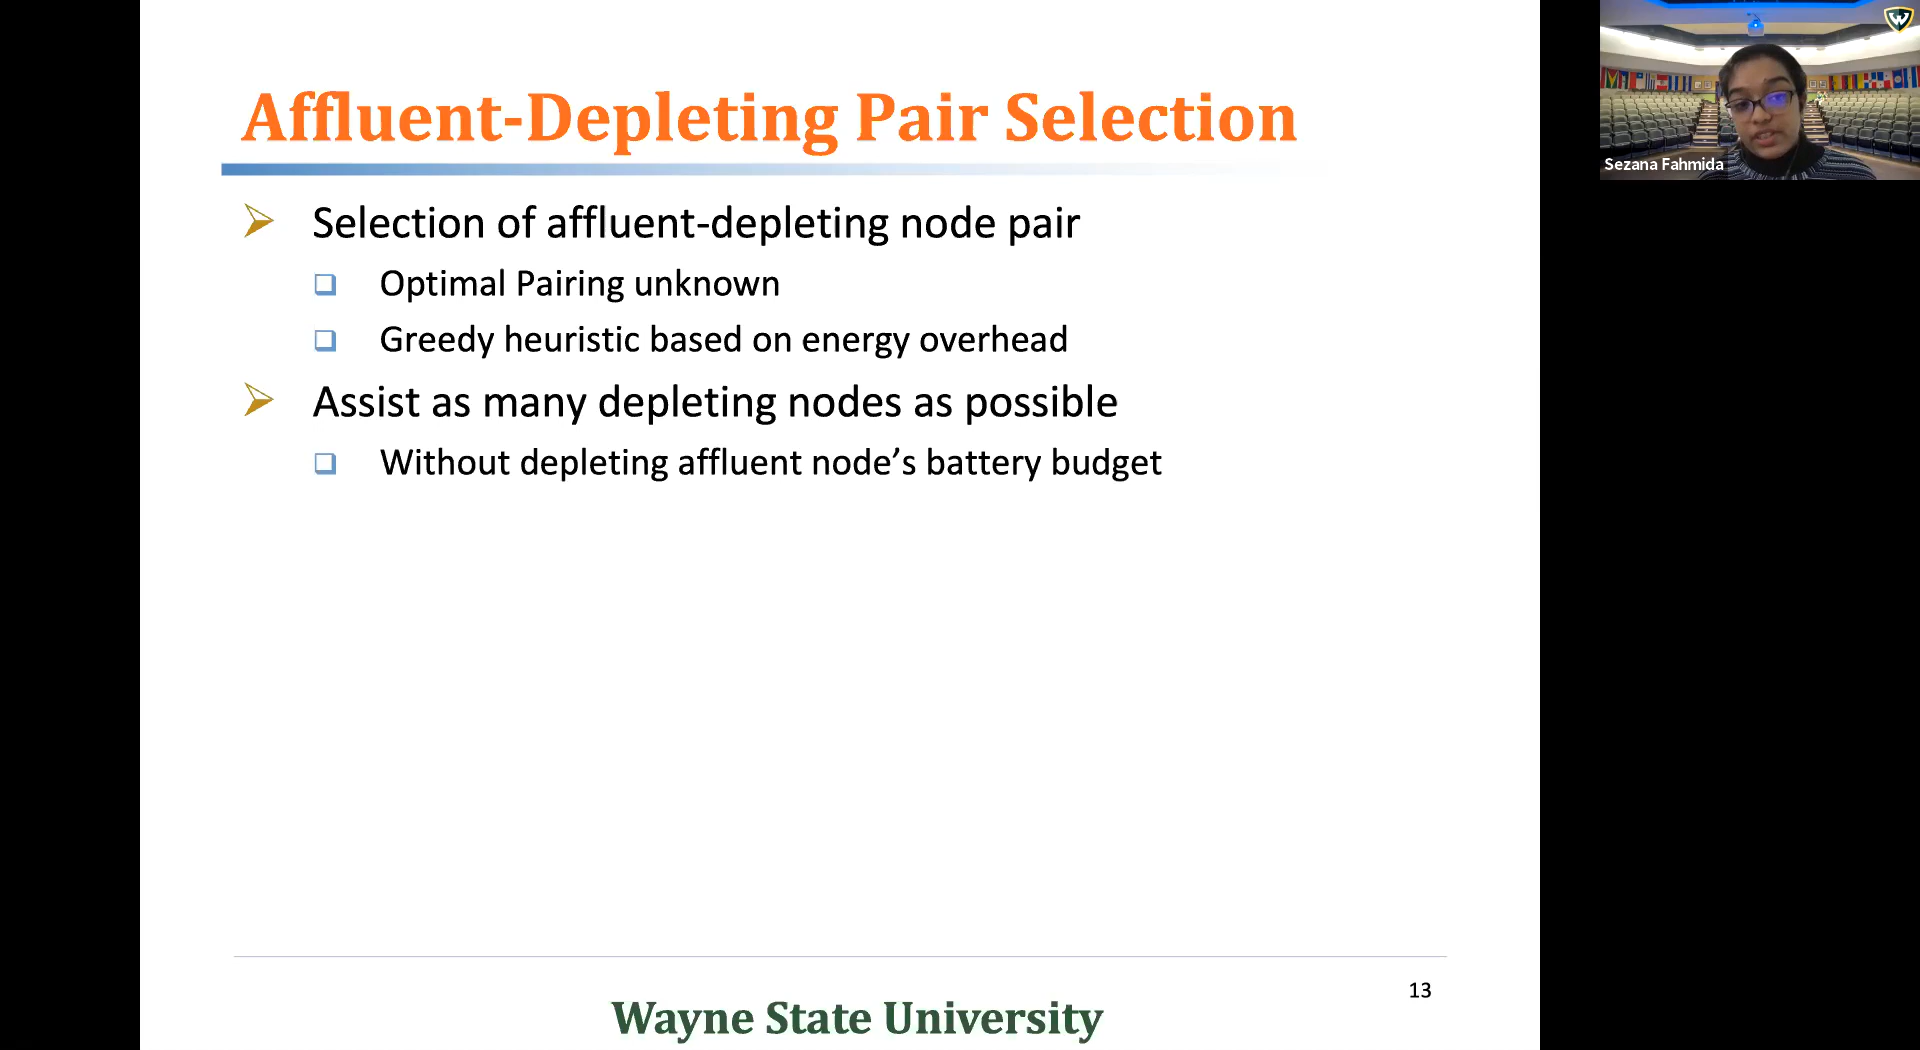 Affluent-Depleting Pair Selection
Selection of affluent-depleting node pair
Optimal Pairing unknown
Greedy heuristic based on energy overhead
Assist as many depleting nodes as possible
Without depleting affluent node’s battery budget
13
Wayne State University
W
Sezana Fahmida